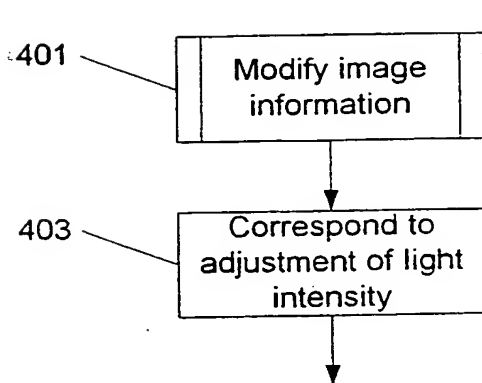 401
Modify image
information
403
Correspond to
adjustment of light
intensity